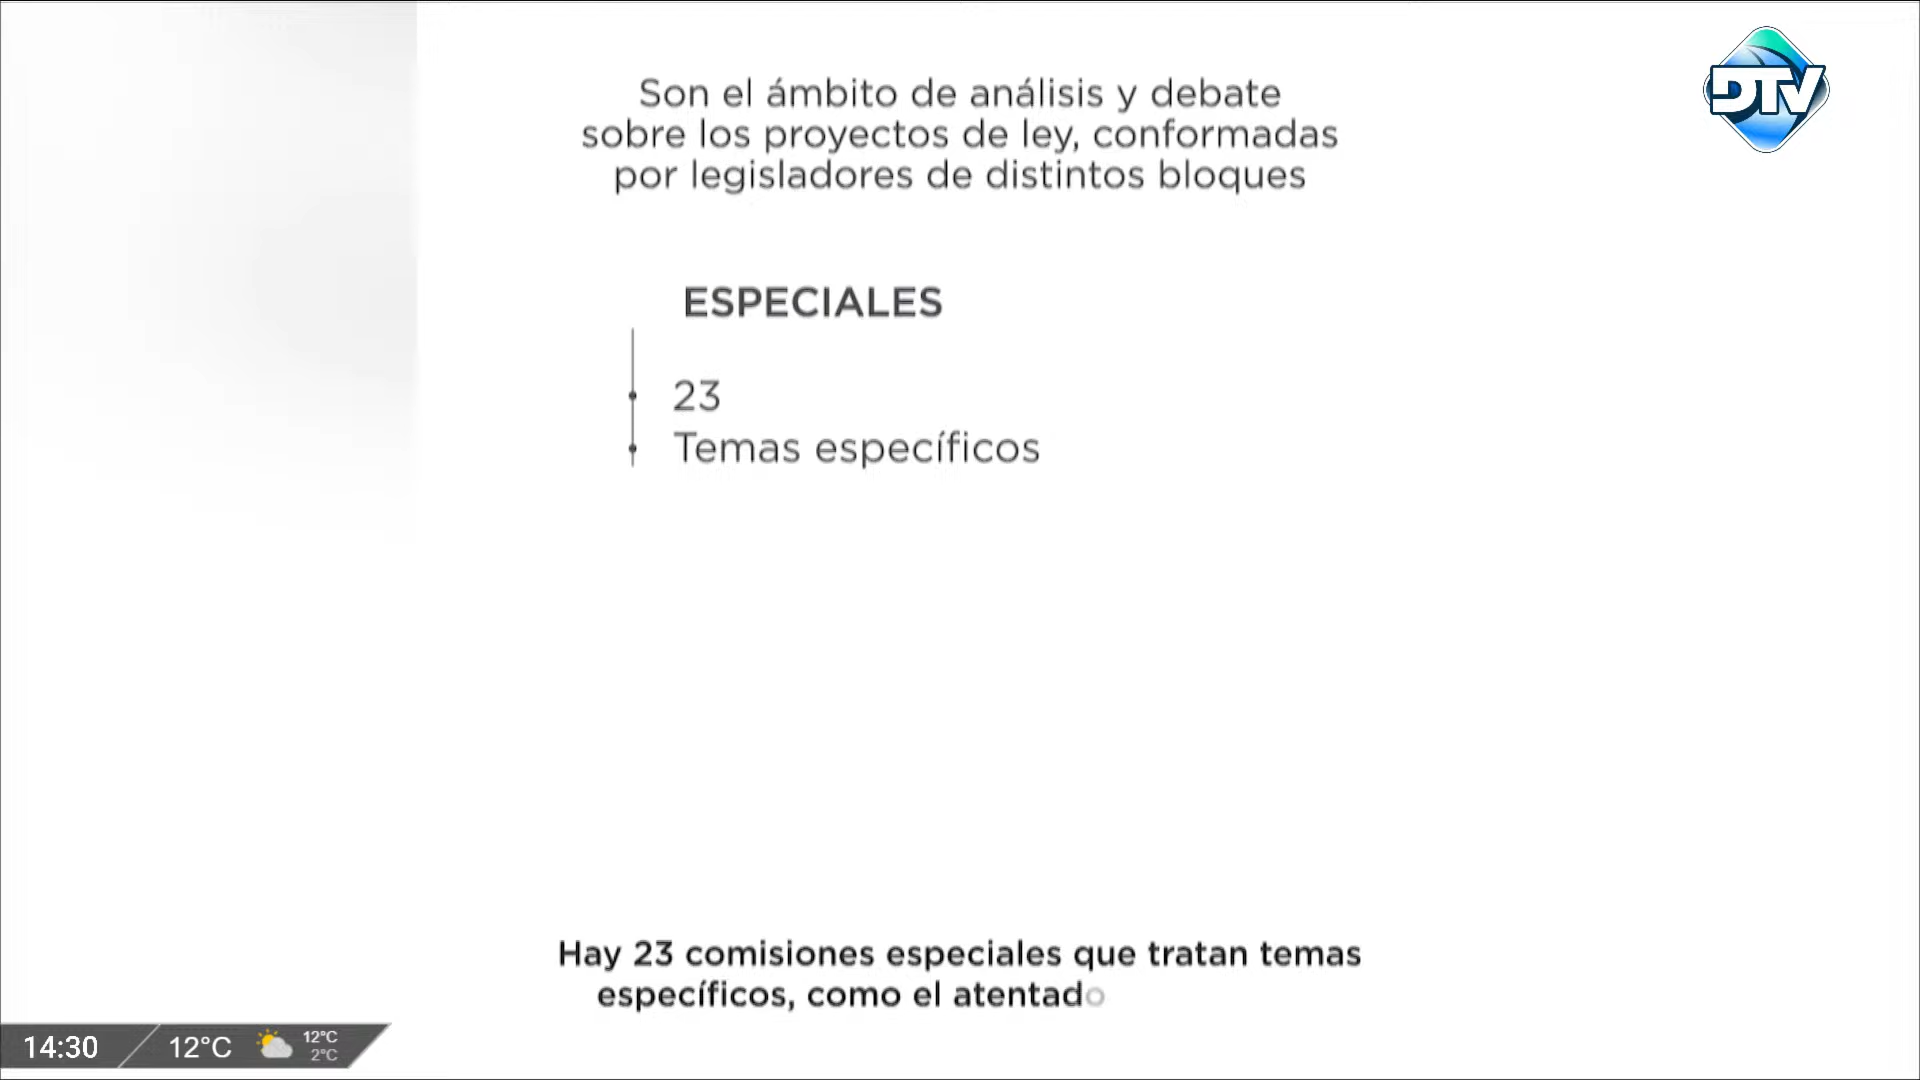 DTV
Son el ámbito de análisis y debate
sobre los proyectos de ley, conformadas
por legisladores de distintos bloques
ESPECIALES
23
Temas específicos
Hay 23 comisiones especiales que tratan temas
específicos, como el atentado
14:30
12°C
12°C
2°C